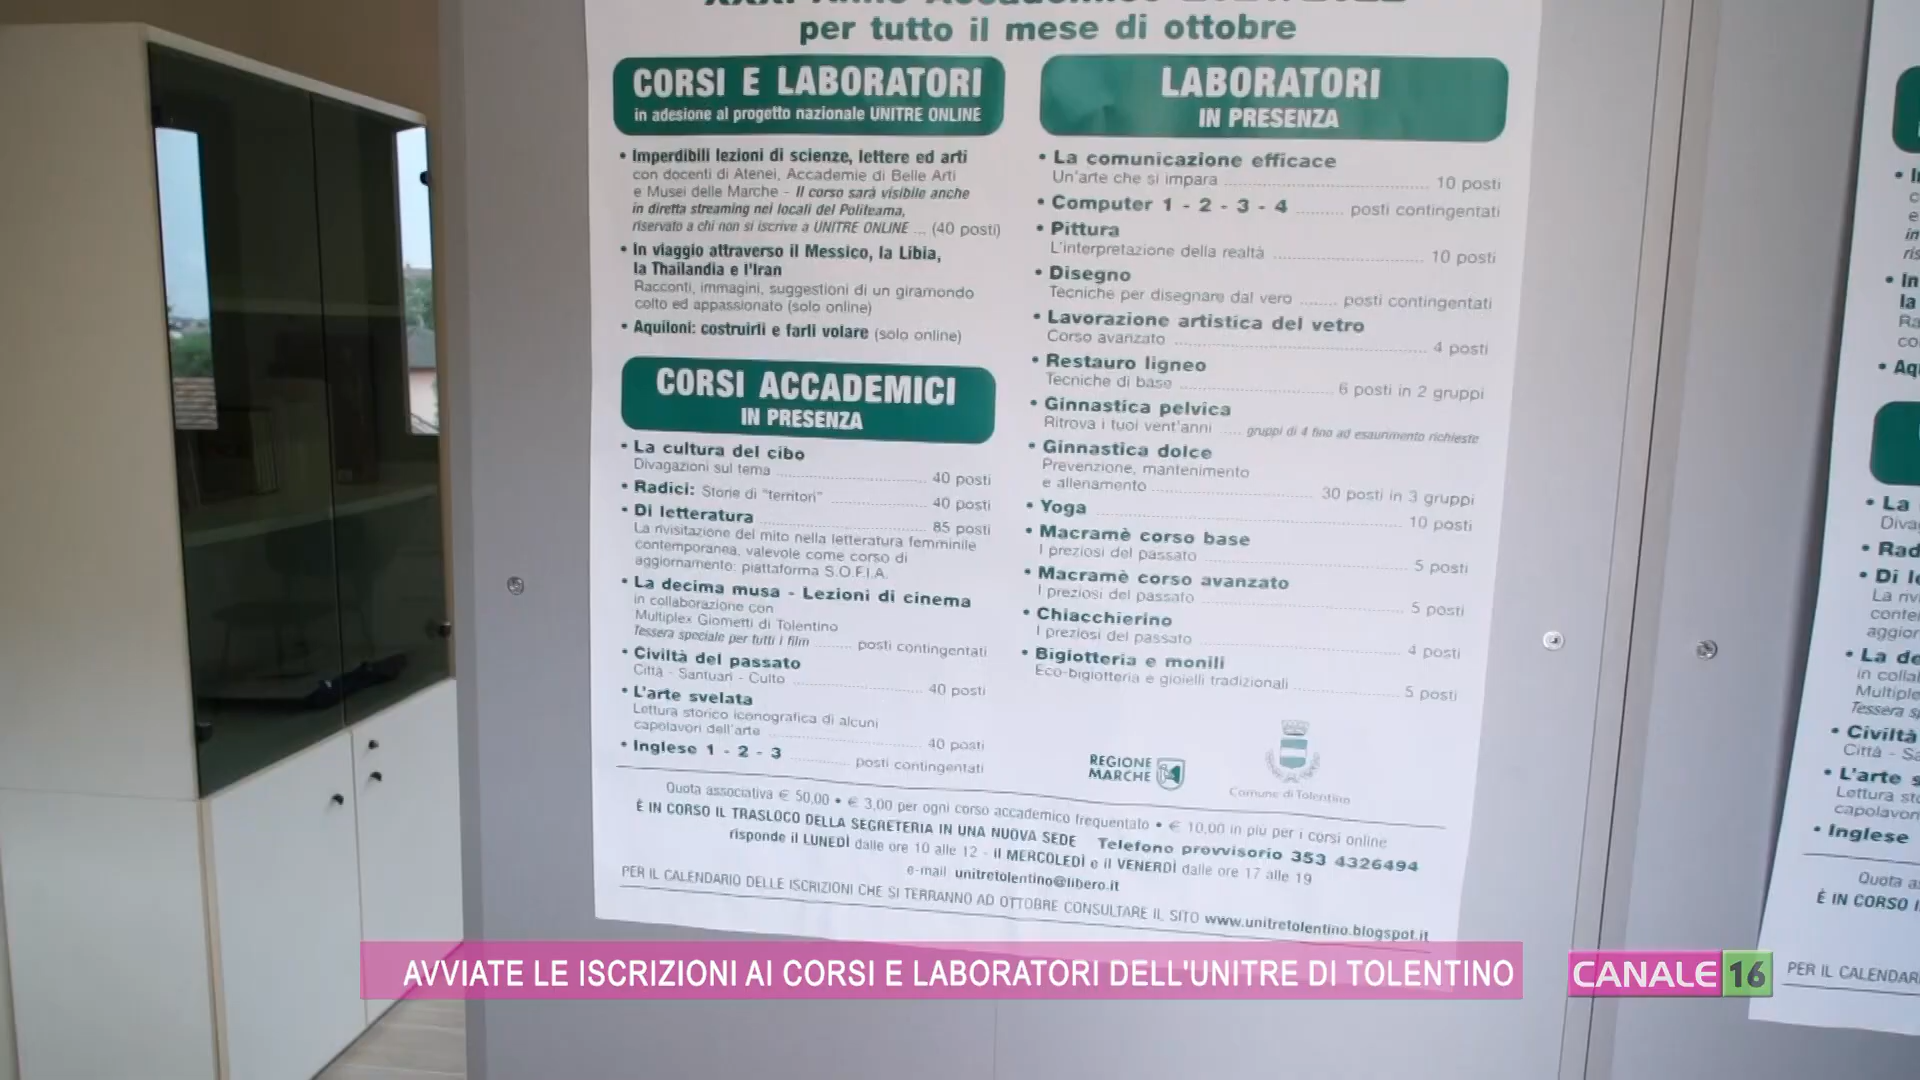 per tutto il mese di ottobre
CORSI E LABORATORI
in adesione al progetto nazionale UNITRE ONLINE
• Imperdibili lezioni di scienze, lettere ed arti
con docenti di Atenei, Accademie di Belle Arti
e Musei delle Marche - Il corso sarà visibile anche
in diretta streaming nei locali del Politeama,
riservato a chi non si iscrive a UNITRE ONLINE ... (40 posti)
• In viaggio attraverso il Messico, la Libia,
la Thailandia e l'Iran
Racconti, immagini, suggestioni di un giramondo
colto ed appassionato (solo online)
• Aquiloni: costruirli e farli volare (solo online)
CORSI ACCADEMICI
IN PRESENZA
• La cultura del cibo
Divagazioni sul tema ........ 40 posti
• Radici: Storie di "territori" ........ 40 posti
• Di letteratura ........ 85 posti
La rivisitazione del mito nella letteratura femminile
contemporanea, valevole come corso di
aggiornamento: piattaforma S.O.F.I.A.
• La decima musa - Lezioni di cinema
in collaborazione con
Multiplex Giometti di Tolentino
Tessera speciale per tutti i film ........ posti contingentati
• Civiltà del passato
Città - Santuari - Culto ........ 40 posti
• L'arte svelata
Lettura storico iconografica di alcuni
capolavori dell'arte ........ 40 posti
• Inglese 1 - 2 - 3 ........ posti contingentati
LABORATORI
IN PRESENZA
• La comunicazione efficace
Un'arte che si impara ........ 10 posti
• Computer 1 - 2 - 3 - 4 ........ posti contingentati
• Pittura
L'interpretazione della realtà ........ 10 posti
• Disegno
Tecniche per disegnare dal vero ........ posti contingentati
• Lavorazione artistica del vetro
Corso avanzato ........ 4 posti
• Restauro ligneo
Tecniche di base ........ 6 posti in 2 gruppi
• Ginnastica pelvica
Ritrova i tuoi vent'anni ..... gruppi di 4 fino ad esaurimento richieste
• Ginnastica dolce
Prevenzione, mantenimento
e allenamento ........ 30 posti in 3 gruppi
• Yoga ........ 10 posti
• Macramè corso base
I preziosi del passato ........ 5 posti
• Macramè corso avanzato
I preziosi del passato ........ 5 posti
• Chiacchierino
I preziosi del passato ........ 4 posti
• Bigiotteria e monili
Eco-bigiotteria e gioielli tradizionali ........ 5 posti
REGIONE
MARCHE
Comune di Tolentino
Quota associativa € 50,00 • € 3,00 per ogni corso accademico frequentato • € 10,00 in più per i corsi online
È IN CORSO IL TRASLOCO DELLA SEGRETERIA IN UNA NUOVA SEDE Telefono provvisorio 353 4326494
risponde il LUNEDÌ dalle ore 10 alle 12 - il MERCOLEDÌ e il VENERDÌ dalle ore 17 alle 19
e-mail unitretolentino@libero.it
PER IL CALENDARIO DELLE ISCRIZIONI CHE SI TERRANNO AD OTTOBRE CONSULTARE IL SITO www.unitretolentino.blogspot.it
• La
• Civiltà
Città - Sa
• L'arte s
Lettura sto
capolavori
• Inglese
Quota as
È IN CORSO I
PER IL CALENDAR
AVVIATE LE ISCRIZIONI AI CORSI E LABORATORI DELL'UNITRE DI TOLENTINO
CANALE 16